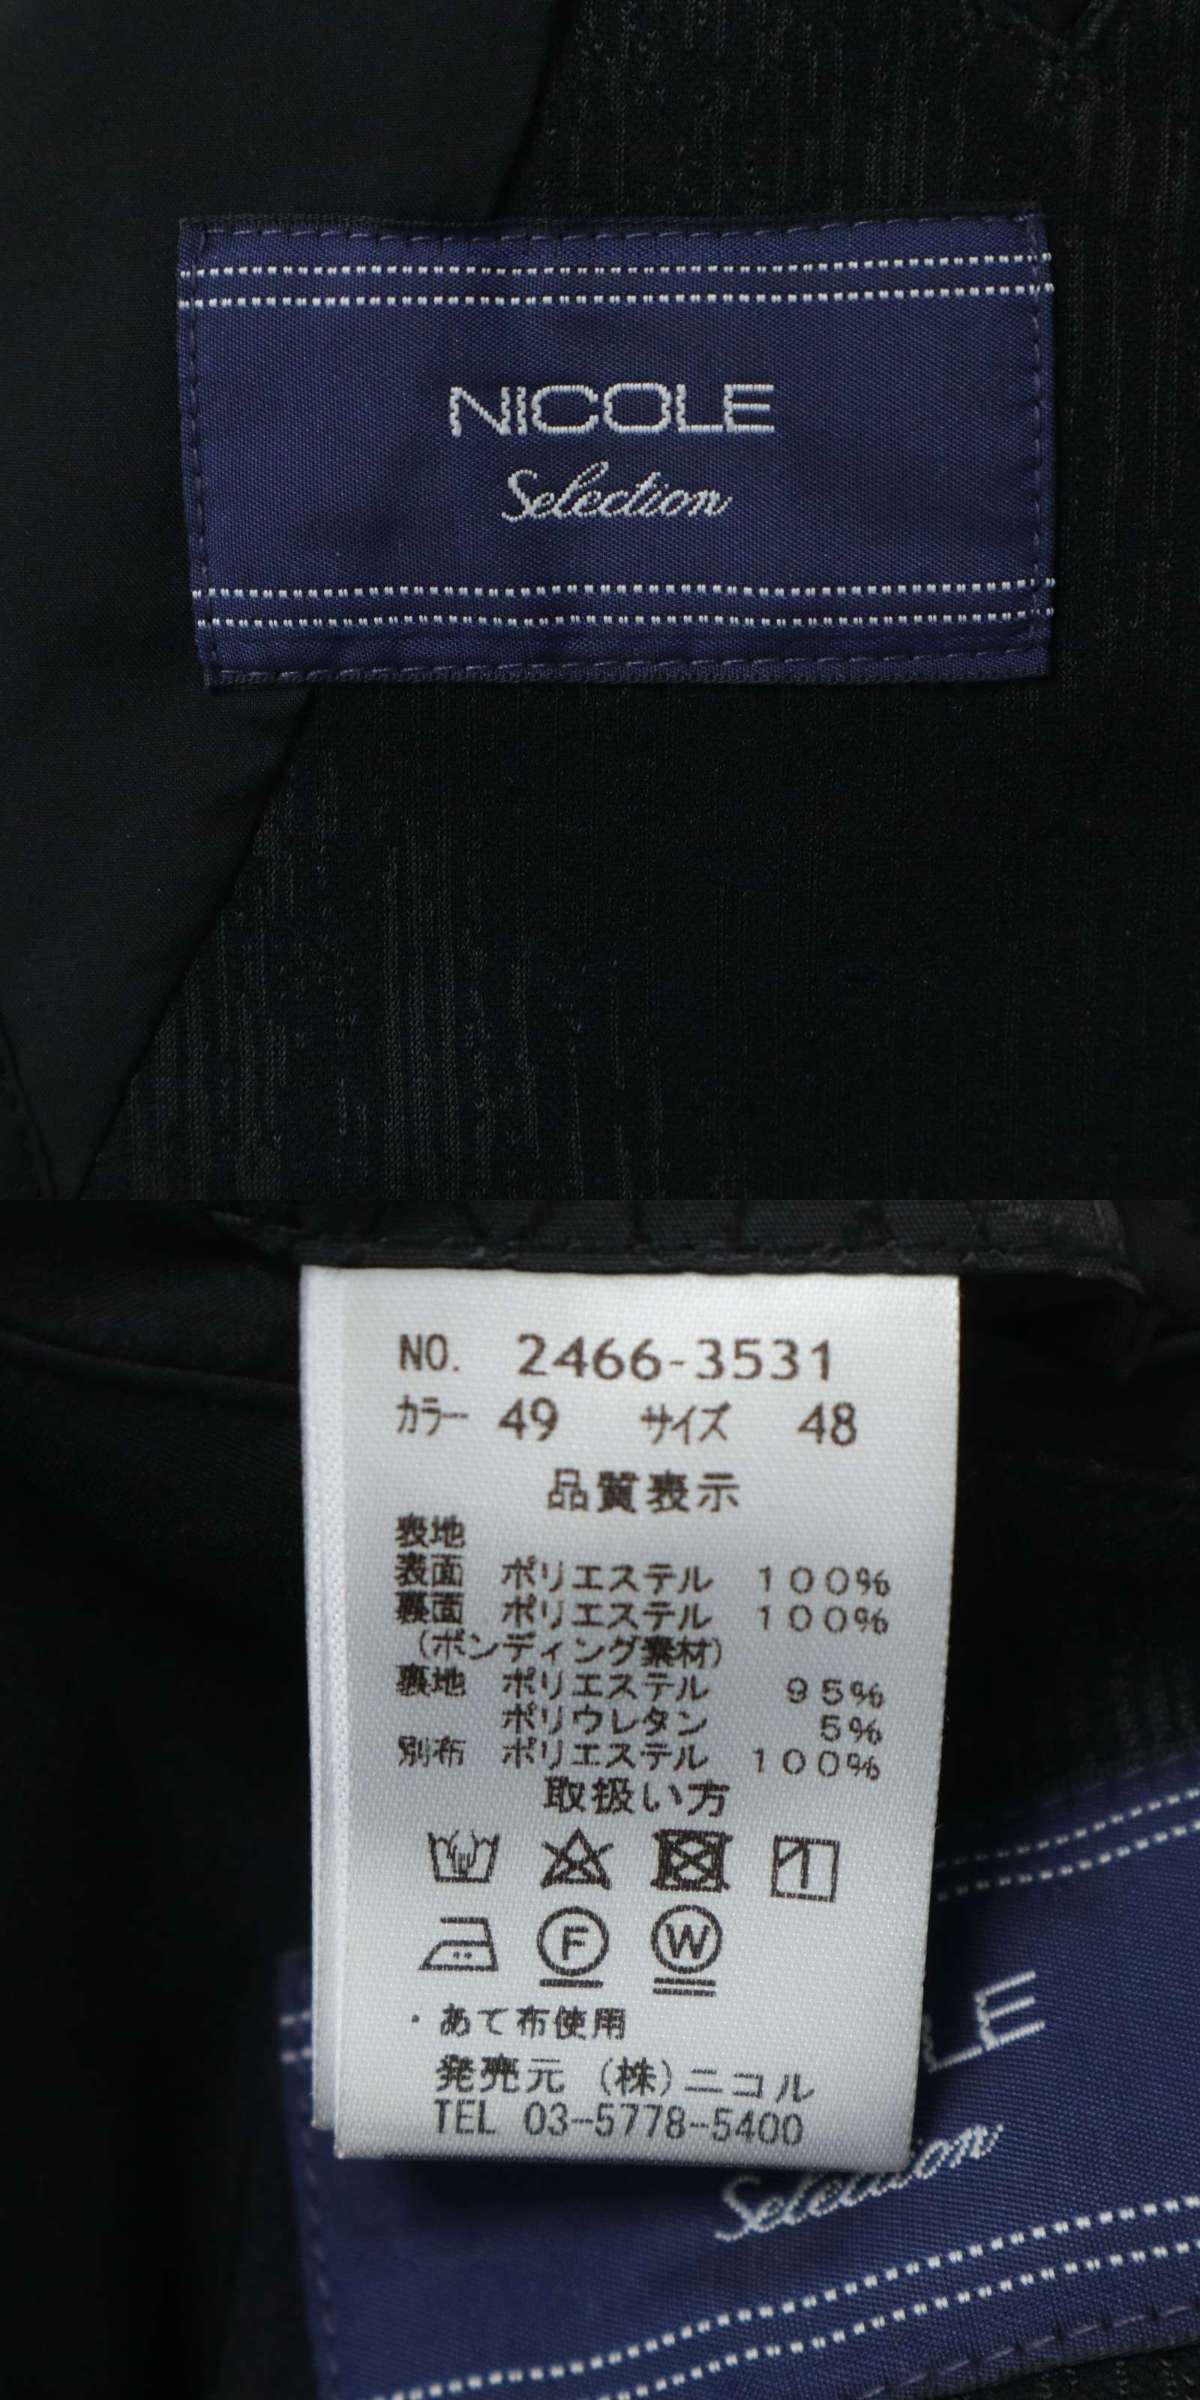 NICOLE
Selection
NO. 2466-3531
カラー 49 サイズ 48
品質表示
表地
表面 ポリエステル 100%
裏面 ポリエステル 100%
(ボンディング素材)
裏地 ポリエステル 95%
ポリウレタン 5%
別布 ポリエステル 100%
取扱い方
F W
・あて布使用
発売元 (株)ニコル
TEL 03-5778-5400
LE
Selection